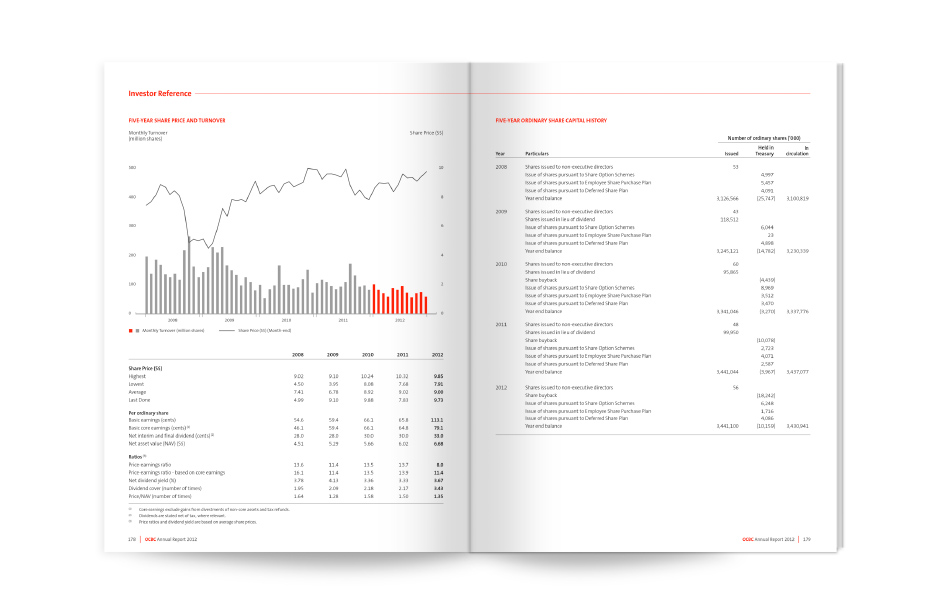 Investor Reference
FIVE-YEAR SHARE PRICE AND TURNOVER
Monthly Turnover
(million shares)
Share Price (S$)
500 10
400 8
300 6
200 4
100 2
0 0
2008 2009 2010 2011 2012
Monthly Turnover (million shares) Share Price (S$) (Month-end)
2008 2009 2010 2011 2012
Share Price (S$)
Highest 9.02 9.10 10.24 10.32 9.85
Lowest 4.50 3.95 8.08 7.68 7.91
Average 7.41 6.78 8.92 9.02 9.00
Last Done 4.99 9.10 9.88 7.83 9.73
Per ordinary share
Basic earnings (cents) 54.6 59.4 66.1 65.8 113.1
Basic core earnings (cents) (1) 46.1 59.4 66.1 64.8 79.1
Net interim and final dividend (cents) (2) 28.0 28.0 30.0 30.0 33.0
Net asset value (NAV) (S$) 4.51 5.29 5.66 6.02 6.68
Ratios (3)
Price-earnings ratio 13.6 11.4 13.5 13.7 8.0
Price-earnings ratio - based on core earnings 16.1 11.4 13.5 13.9 11.4
Net dividend yield (%) 3.78 4.13 3.36 3.33 3.67
Dividend cover (number of times) 1.95 2.09 2.18 2.17 3.43
Price/NAV (number of times) 1.64 1.28 1.58 1.50 1.35
(1) Core earnings exclude gains from divestments of non-core assets and tax refunds.
(2) Dividends are stated net of tax, where relevant.
(3) Price ratios and dividend yield are based on average share prices.
178 OCBC Annual Report 2012
FIVE-YEAR ORDINARY SHARE CAPITAL HISTORY
Number of ordinary shares ('000)
Year Particulars Issued Held in Treasury In circulation
2008 Shares issued to non-executive directors 53
Issue of shares pursuant to Share Option Schemes 4,997
Issue of shares pursuant to Employee Share Purchase Plan 5,457
Issue of shares pursuant to Deferred Share Plan 4,091
Year end balance 3,126,566 (25,747) 3,100,819
2009 Shares issued to non-executive directors 43
Shares issued in lieu of dividend 118,512
Issue of shares pursuant to Share Option Schemes 6,044
Issue of shares pursuant to Employee Share Purchase Plan 23
Issue of shares pursuant to Deferred Share Plan 4,898
Year end balance 3,245,121 (14,782) 3,230,339
2010 Shares issued to non-executive directors 60
Shares issued in lieu of dividend 95,865
Share buyback (4,439)
Issue of shares pursuant to Share Option Schemes 8,969
Issue of shares pursuant to Employee Share Purchase Plan 3,512
Issue of shares pursuant to Deferred Share Plan 3,470
Year end balance 3,341,046 (3,270) 3,337,776
2011 Shares issued to non-executive directors 48
Shares issued in lieu of dividend 99,950
Share buyback (10,078)
Issue of shares pursuant to Share Option Schemes 2,723
Issue of shares pursuant to Employee Share Purchase Plan 4,071
Issue of shares pursuant to Deferred Share Plan 2,587
Year end balance 3,441,044 (3,967) 3,437,077
2012 Shares issued to non-executive directors 56
Share buyback (18,242)
Issue of shares pursuant to Share Option Schemes 6,248
Issue of shares pursuant to Employee Share Purchase Plan 1,716
Issue of shares pursuant to Deferred Share Plan 4,086
Year end balance 3,441,100 (10,159) 3,430,941
OCBC Annual Report 2012 179